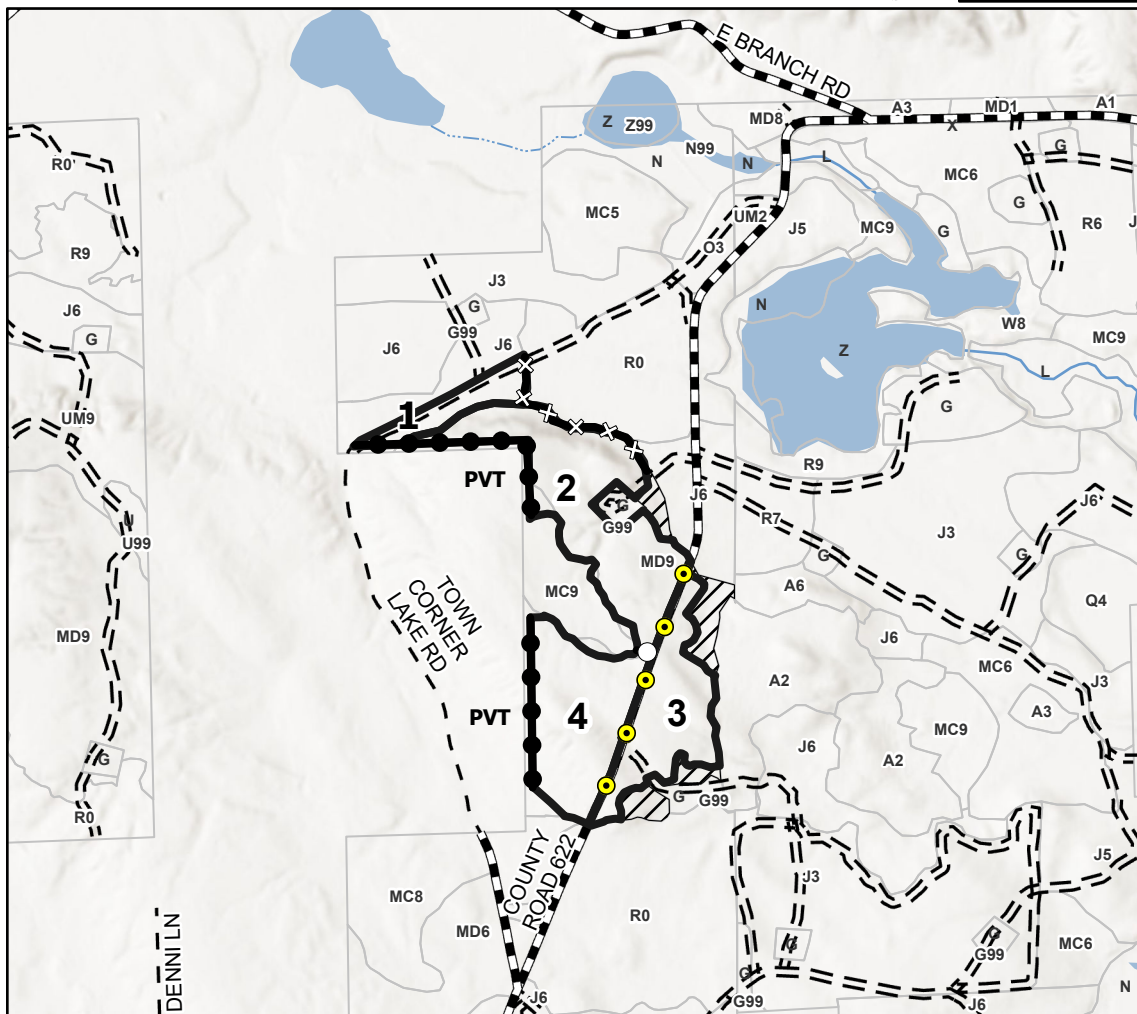 E BRANCH RD
A3
MD1
A1
X
MD8
Z
Z99
N99
N
N
L
G
MC6
R0
MC5
G
MC9
G
R6
J
UM2
J5
O3
R9
J3
N
J6
G
G99
J6
J6
R0
W8
MC9
Z
L
1
G
UM9
PVT
2
R9
J6
R7
J6
U
U99
G
G99
J3
G
MD9
G
A6
Q4
MC9
TOWN
CORNER
LAKE RD
MD9
J6
MC6
A2
J3
PVT
4
3
A3
MC9
J6
A2
G
R0
G
G99
COUNTY
ROAD 622
J5
J3
MC8
R0
MD6
G
G
G99
MC6
DENNI LN
G
G99
J6
J6
N